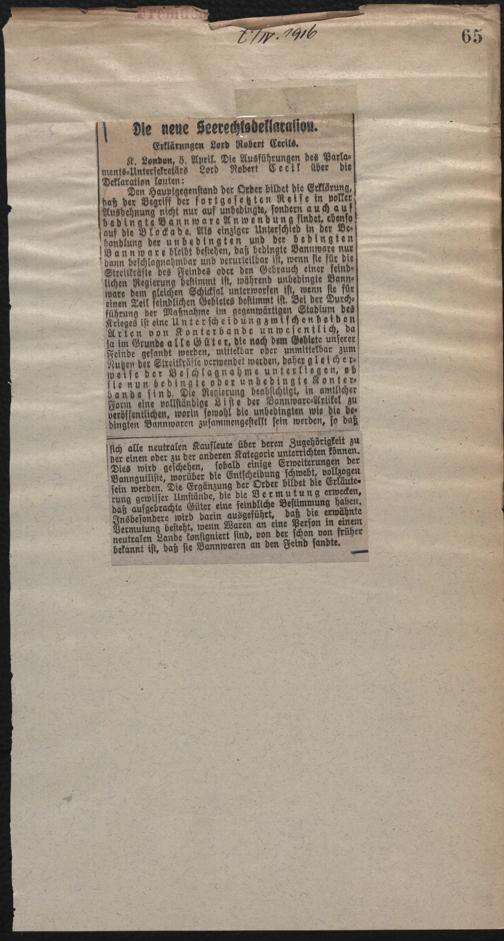 Fremden
/IV. 1916
65
Die neue Seerechtsdeklaration.
Erklärungen Lord Robert Cecils.
K. London, 5. April. Die Ausführungen des Parla-
ments-Untersekretärs Lord Robert Cecil über die
Deklaration lauten:
Den Hauptgegenstand der Order bildet die Erklärung,
daß der Begriff der fortgesetzten Reise in voller
Ausdehnung nicht nur auf unbedingte, sondern auch auf
bedingte Bannware Anwendung findet, ebenso
auf die Blockade. Als einziger Unterschied in der Be-
handlung der unbedingten und der bedingten
Bannware bleibt bestehen, daß bedingte Bannware nur
dann beschlagnahmbar und verurteilbar ist, wenn sie für die
Streitkräfte des Feindes oder den Gebrauch einer feind-
lichen Regierung bestimmt ist, während unbedingte Bann-
ware dem gleichen Schicksal unterworfen ist, wenn sie für
einen Teil feindlichen Gebietes bestimmt ist. Bei der Durch-
führung der Maßnahme im gegenwärtigen Stadium des
Krieges ist eine Unterscheidung zwischen beiden
Arten von Konterbande unwesentlich, da
ja im Grunde alle Güter, die nach dem Gebiete unserer
Feinde gesandt werden, mittelbar oder unmittelbar zum
Nutzen der Streitkräfte verwendet werden, daher gleicher-
weise der Beschlagnahme unterliegen, ob
sie nun bedingte oder unbedingte Konter-
bande sind. Die Regierung beabsichtigt, in amtlicher
Form eine vollständige Liste der Bannware-Artikel zu
veröffentlichen, worin sowohl die unbedingten wie die be-
dingten Bannwaren zusammengestellt sein werden, so daß
sich alle neutralen Kaufleute über deren Zugehörigkeit zu
der einen oder zu der anderen Kategorie unterrichten können.
Dies wird geschehen, sobald einige Erweiterungen der
Banngutliste, worüber die Entscheidung schwebt, vollzogen
sein werden. Die Ergänzung der Order bildet die Erläute-
rung gewisser Umstände, die die Vermutung erwecken,
daß aufgebrachte Güter eine feindliche Bestimmung haben.
Insbesondere wird darin ausgeführt, daß die erwähnte
Vermutung besteht, wenn Waren an eine Person in einem
neutralen Lande konsigniert sind, von der schon von früher
bekannt ist, daß sie Bannwaren an den Feind sandte.